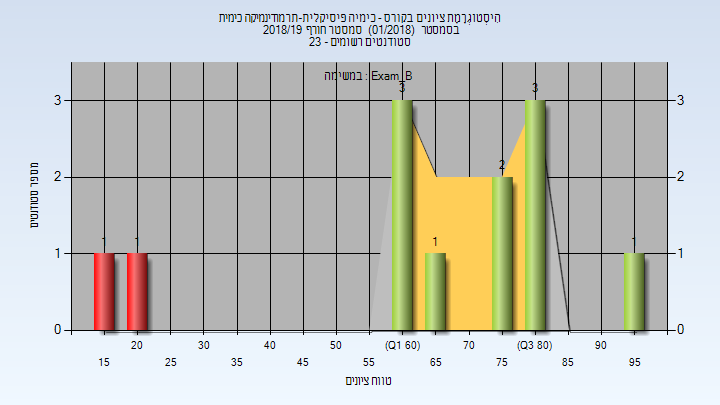 הִיסְטוֹגְרָמַת ציונים בקורס - כימיה פיסיקלית-תרמודינמיקה כימית
בסמסטר (01/2018) סמסטר חורף 2018/19
סטודנטים רשומים - 23
במשימה : Exam_B
3 3
3 3
2
2 2
1 1 1 1
1 1
0 0
20 30 40 50 (Q1 60) 70 (Q3 80) 90
15 25 35 45 55 65 75 85 95
מספר סטודנטים
טווח ציונים